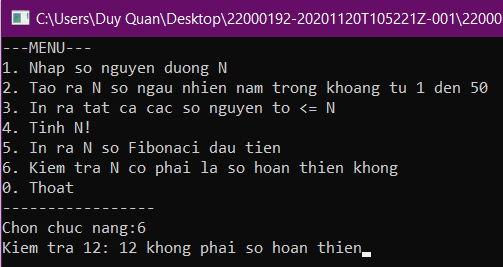 C:\Users\Duy Quan\Desktop\22000192-20201120T105221Z-001\22000
---MENU---
1. Nhap so nguyen duong N
2. Tao ra N so ngau nhien nam trong khoang tu 1 den 50
3. In ra tat ca cac so nguyen to <= N
4. Tinh N!
5. In ra N so Fibonaci dau tien
6. Kiem tra N co phai la so hoan thien khong
0. Thoat
-----------------
Chon chuc nang:6
Kiem tra 12: 12 khong phai so hoan thien